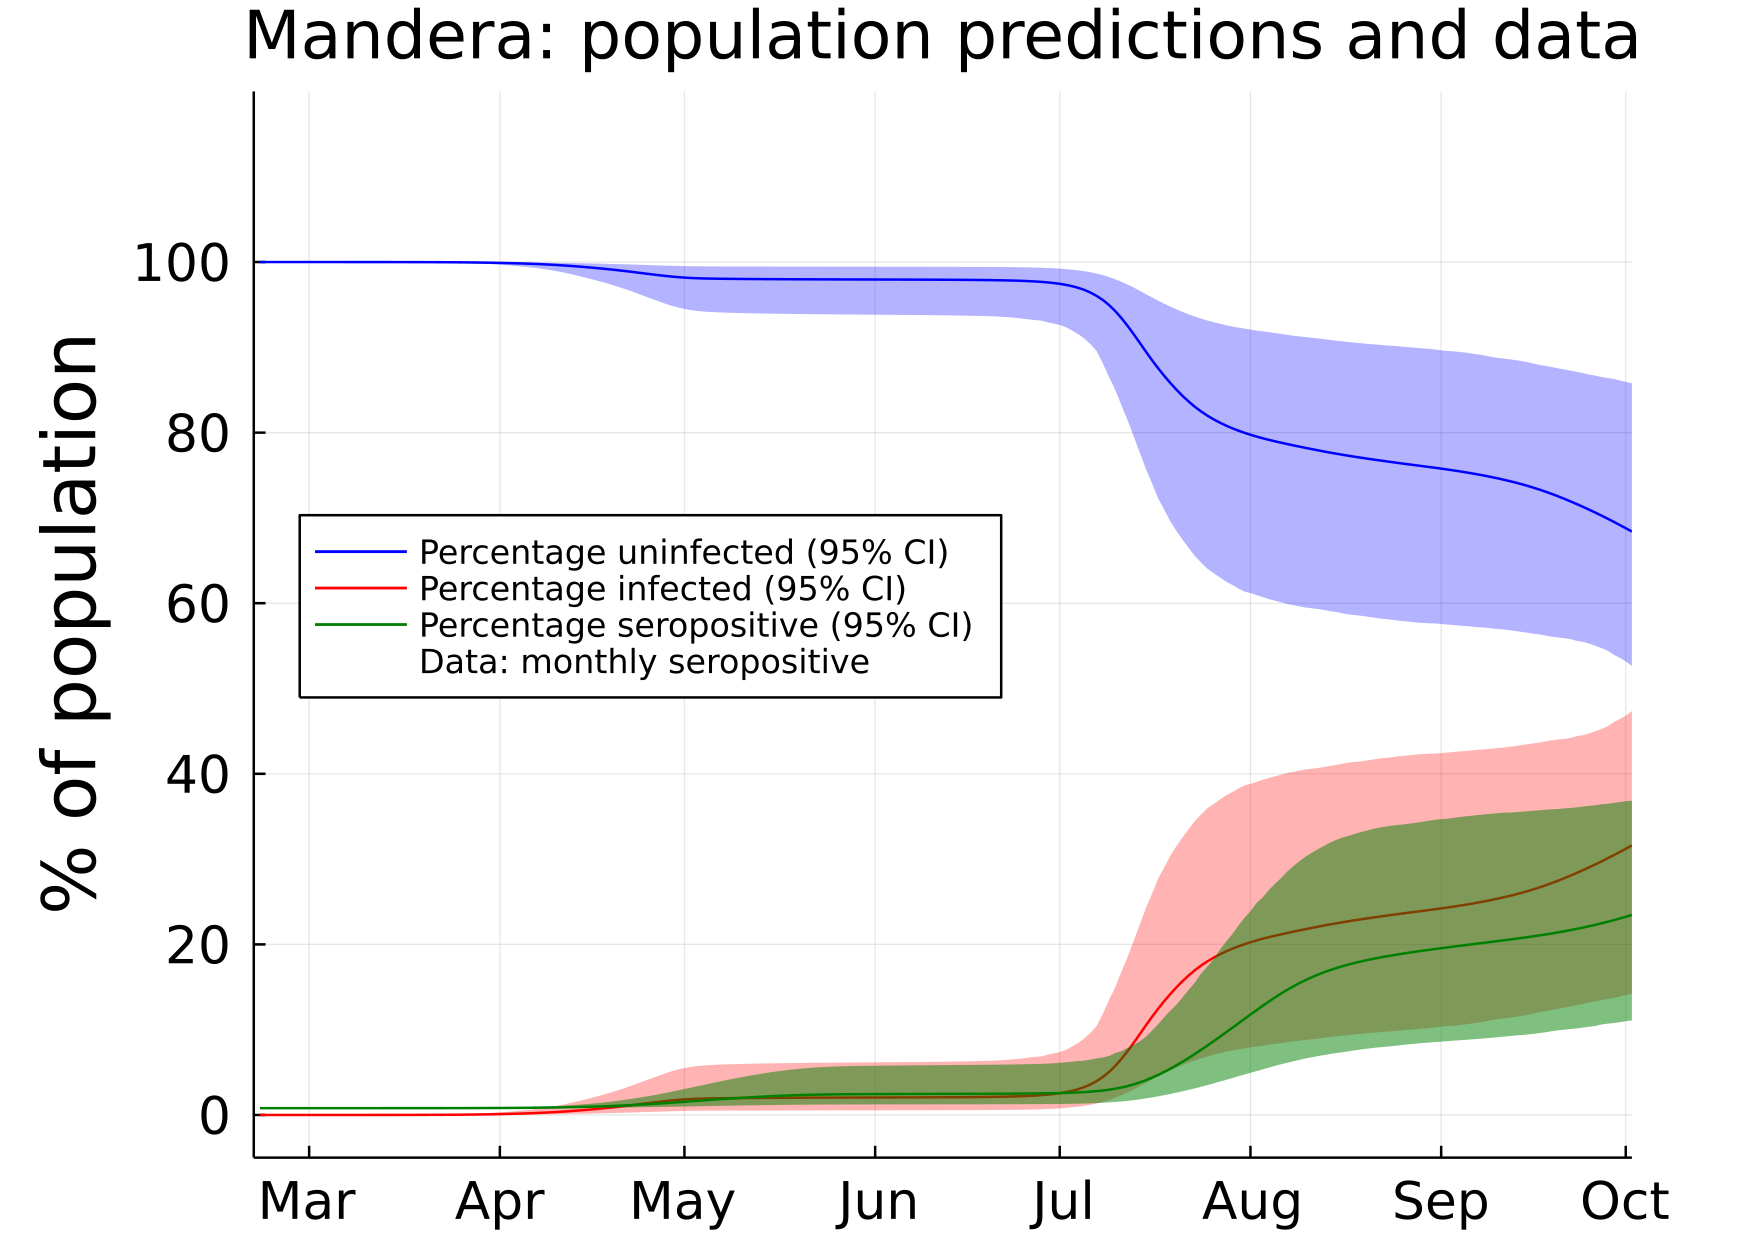 Mandera: population predictions and data
% of population
100
80
60
40
20
0
Percentage uninfected (95% CI)
Percentage infected (95% CI)
Percentage seropositive (95% CI)
Data: monthly seropositive
Mar Apr May Jun Jul Aug Sep Oct